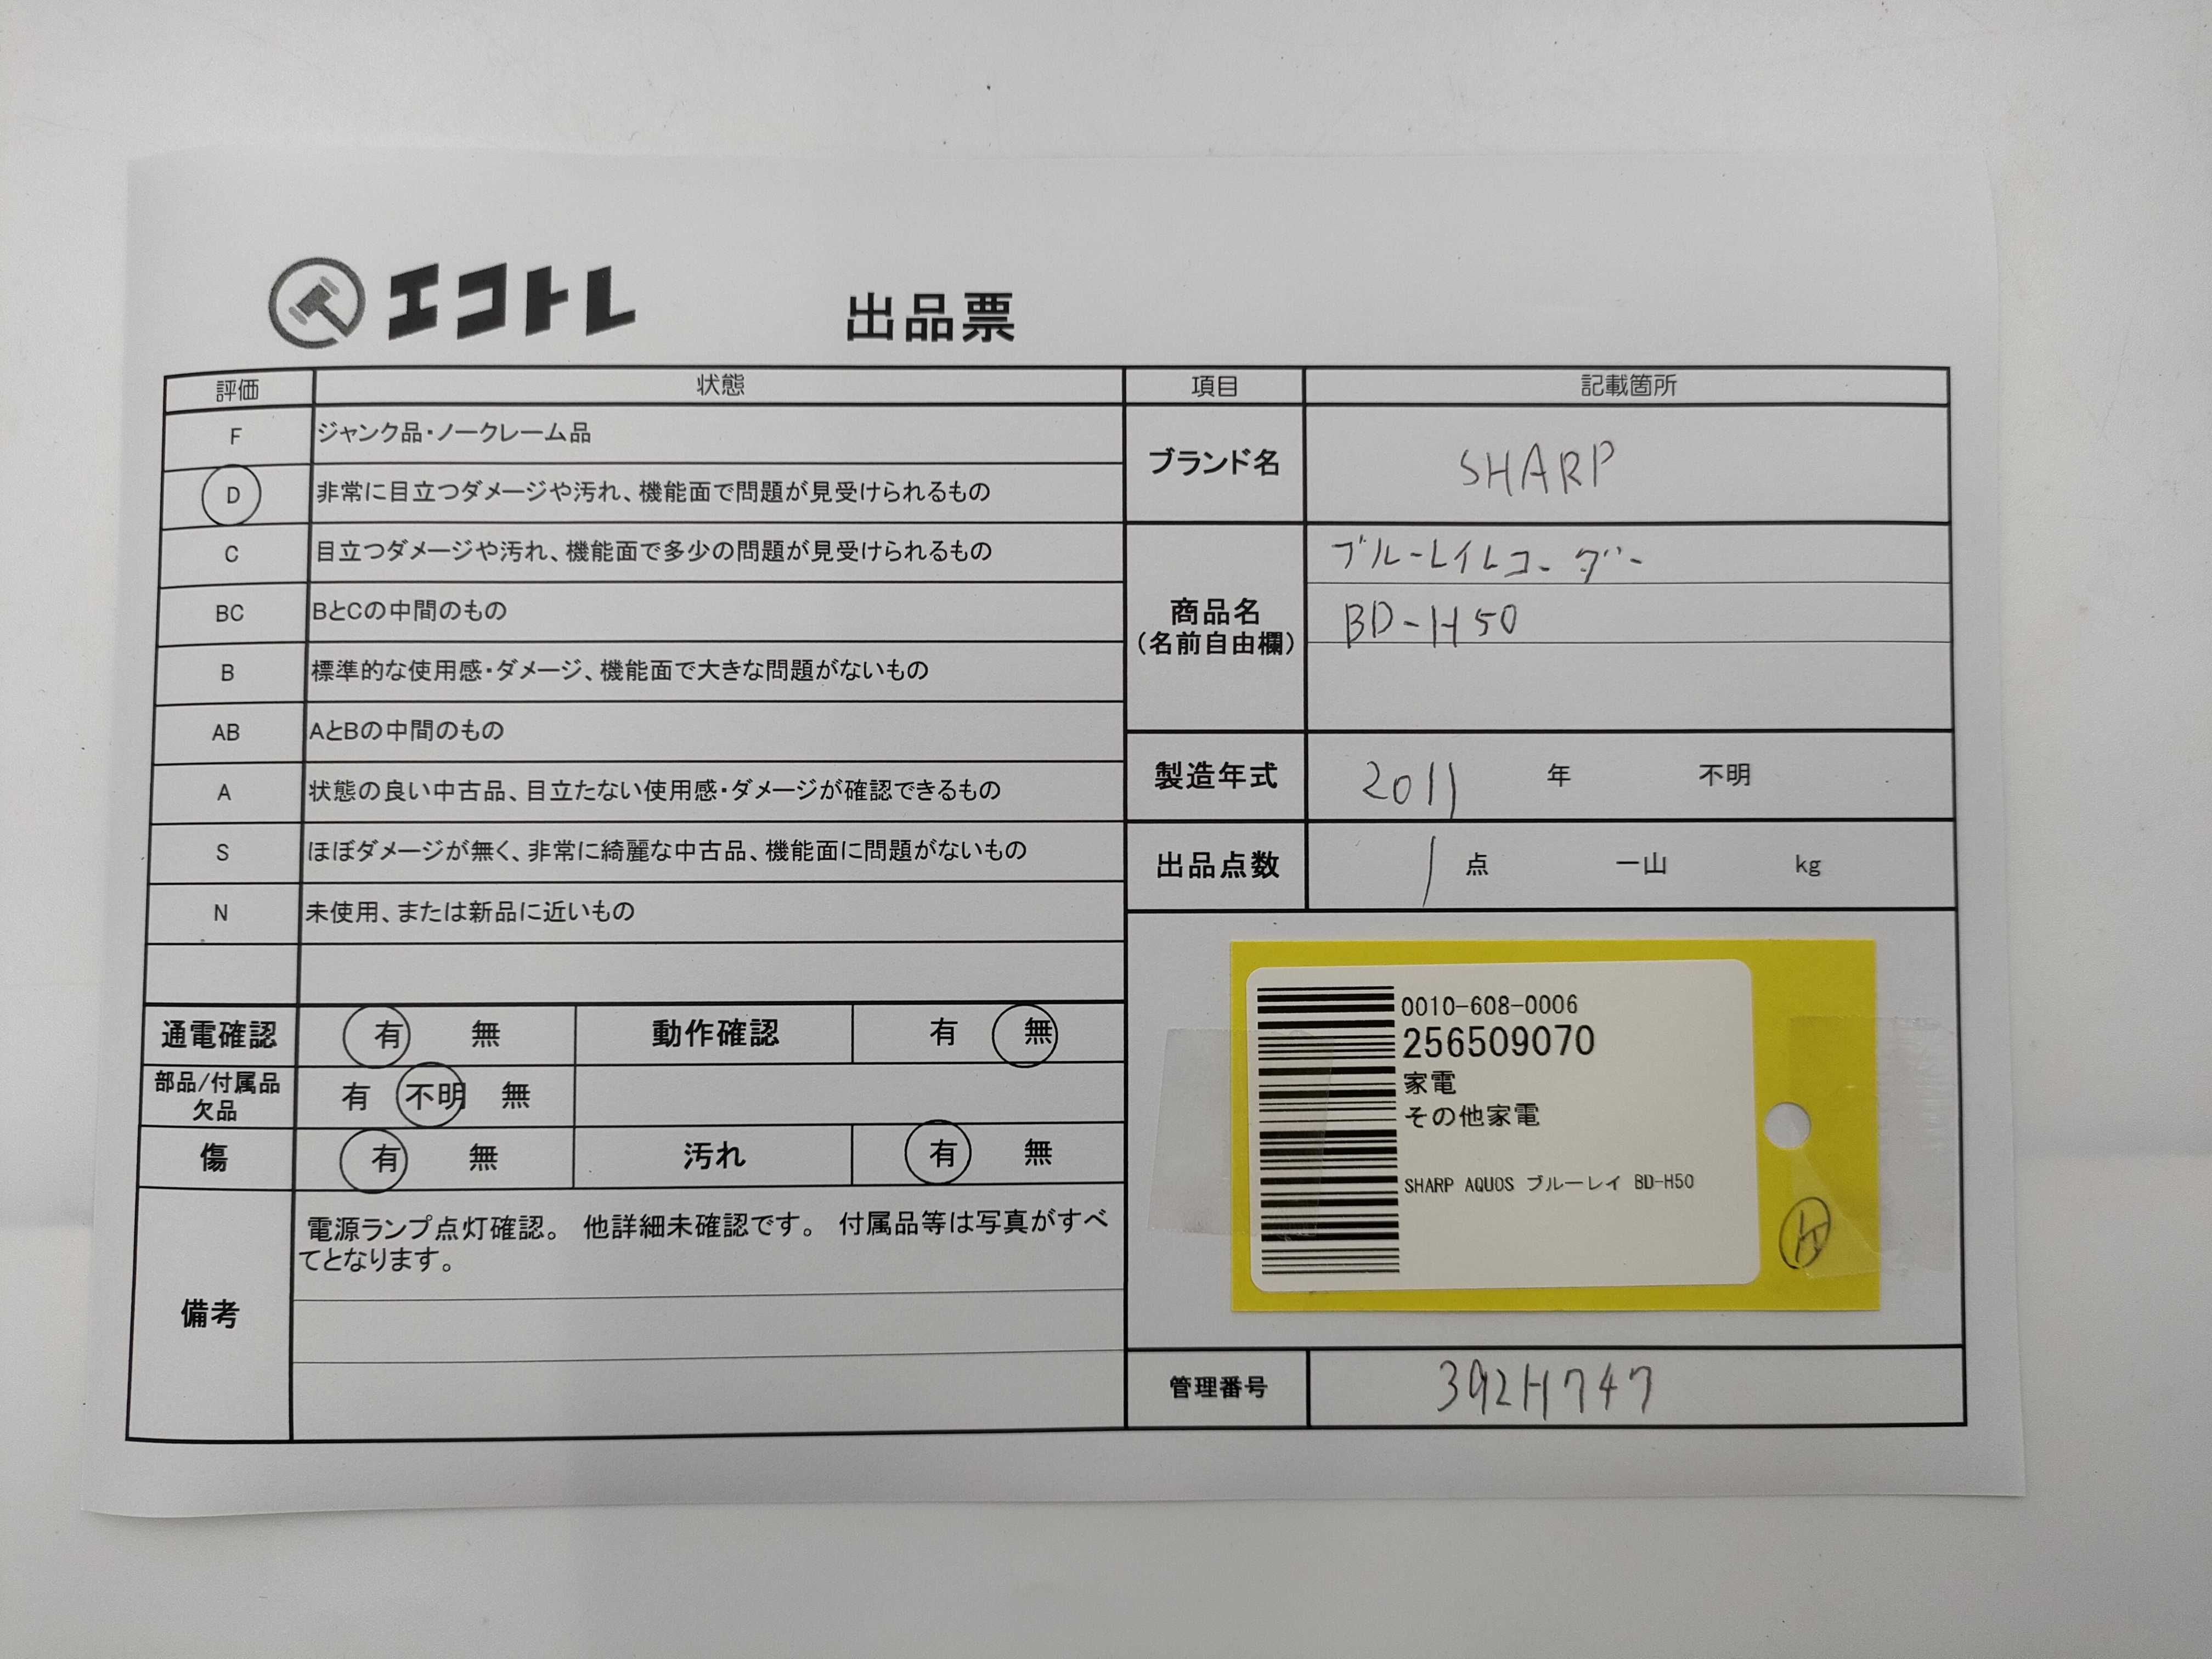 エコトレ
出品票
評価 状態
F ジャンク品・ノークレーム品
D 非常に目立つダメージや汚れ、機能面で問題が見受けられるもの
C 目立つダメージや汚れ、機能面で多少の問題が見受けられるもの
BC BとCの中間のもの
B 標準的な使用感・ダメージ、機能面で大きな問題がないもの
AB AとBの中間のもの
A 状態の良い中古品、目立たない使用感・ダメージが確認できるもの
S ほぼダメージが無く、非常に綺麗な中古品、機能面に問題がないもの
N 未使用、または新品に近いもの
通電確認 有 無 動作確認 有 無
部品/付属品
欠品 有 不明 無
傷 有 無 汚れ 有 無
備考
電源ランプ点灯確認。 他詳細未確認です。 付属品等は写真がすべ
てとなります。
項目 記載箇所
ブランド名 SHARP
商品名
(名前自由欄)
ブルーレイレコーダー
BD-H50
製造年式 2011 年 不明
出品点数 1 点 一山 kg
0010-608-0006
256509070
家電
その他家電
SHARP AQUOS ブルーレイ BD-H50
管理番号 392H747